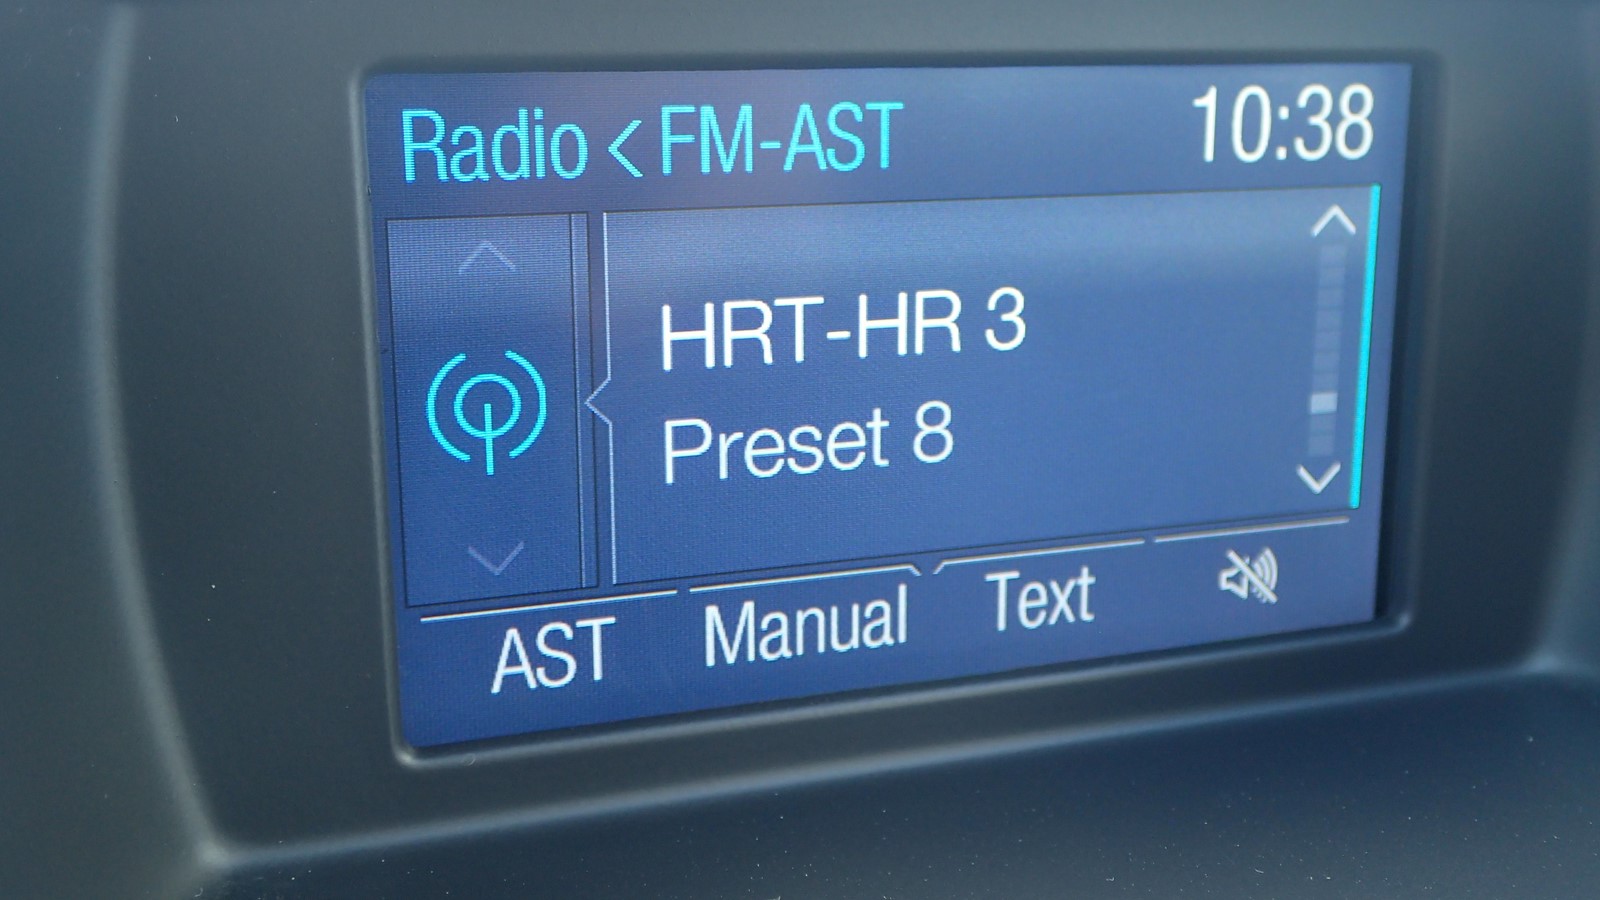 Radio < FM-AST
10:38
HRT-HR 3
Preset 8
AST
Manual
Text